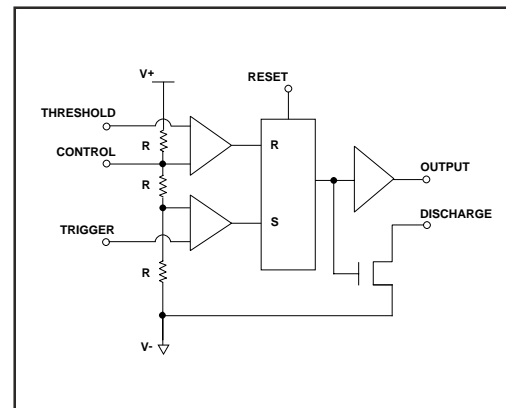 V+
RESET
THRESHOLD
R
R
CONTROL
OUTPUT
R
DISCHARGE
S
TRIGGER
R
V-